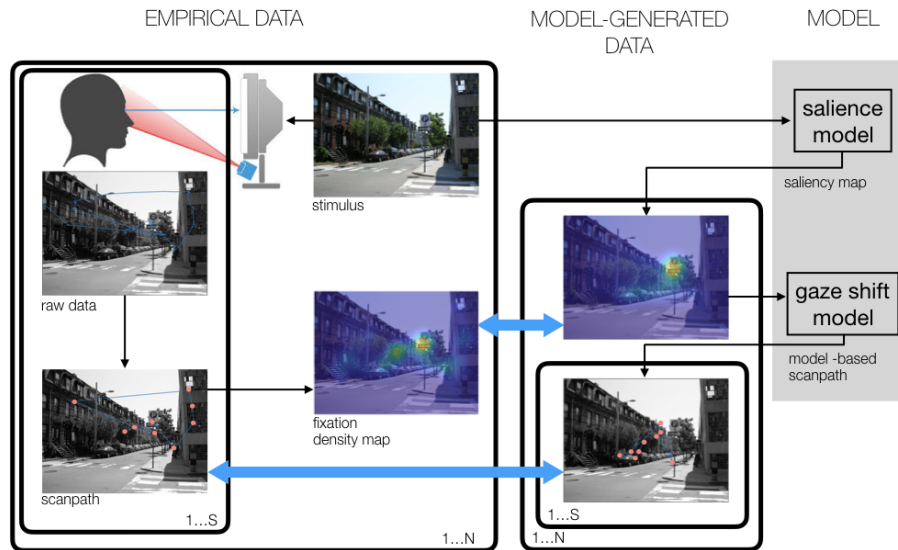 EMPIRICAL DATA
MODEL-GENERATED
DATA
MODEL
salience
model
saliency map
stimulus
raw data
gaze shift
model
model -based
scanpath
fixation
density map
scanpath
1...S
1...N
1...S
1...N